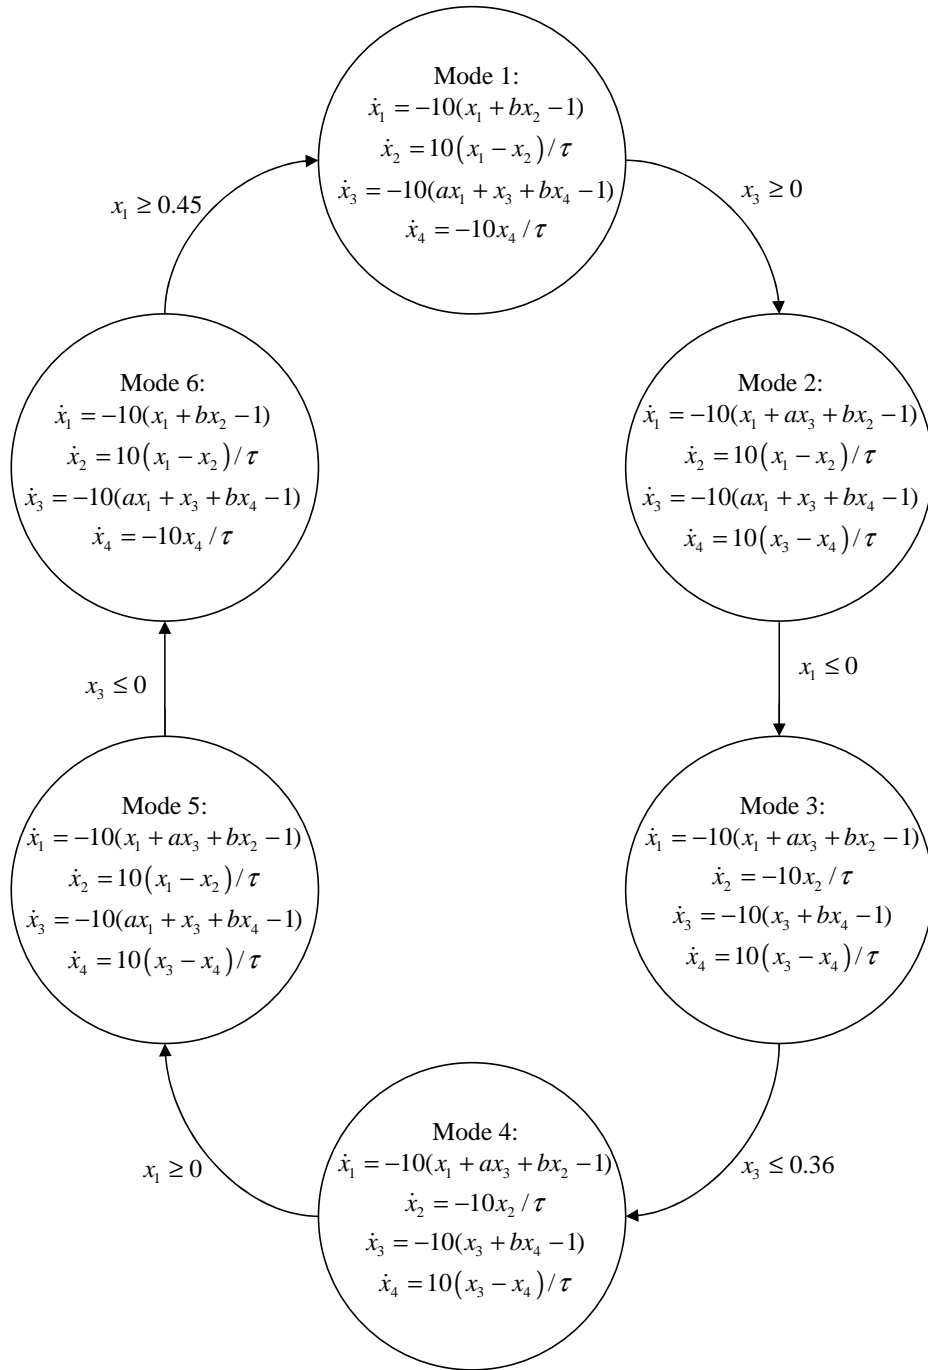 Mode 1:
ẋ₁ = −10(x₁ + bx₂ − 1)
ẋ₂ = 10(x₁ − x₂)/τ
ẋ₃ = −10(ax₁ + x₃ + bx₄ − 1)
ẋ₄ = −10x₄ / τ
x₃ ≥ 0
Mode 2:
ẋ₁ = −10(x₁ + ax₃ + bx₂ − 1)
ẋ₂ = 10(x₁ − x₂)/τ
ẋ₃ = −10(ax₁ + x₃ + bx₄ − 1)
ẋ₄ = 10(x₃ − x₄)/τ
x₁ ≤ 0
Mode 3:
ẋ₁ = −10(x₁ + ax₃ + bx₂ − 1)
ẋ₂ = −10x₂ / τ
ẋ₃ = −10(x₃ + bx₄ − 1)
ẋ₄ = 10(x₃ − x₄)/τ
x₃ ≤ 0.36
Mode 4:
ẋ₁ = −10(x₁ + ax₃ + bx₂ − 1)
ẋ₂ = −10x₂ / τ
ẋ₃ = −10(x₃ + bx₄ − 1)
ẋ₄ = 10(x₃ − x₄)/τ
x₁ ≥ 0
Mode 5:
ẋ₁ = −10(x₁ + ax₃ + bx₂ − 1)
ẋ₂ = 10(x₁ − x₂)/τ
ẋ₃ = −10(ax₁ + x₃ + bx₄ − 1)
ẋ₄ = 10(x₃ − x₄)/τ
x₃ ≤ 0
Mode 6:
ẋ₁ = −10(x₁ + bx₂ − 1)
ẋ₂ = 10(x₁ − x₂)/τ
ẋ₃ = −10(ax₁ + x₃ + bx₄ − 1)
ẋ₄ = −10x₄ / τ
x₁ ≥ 0.45